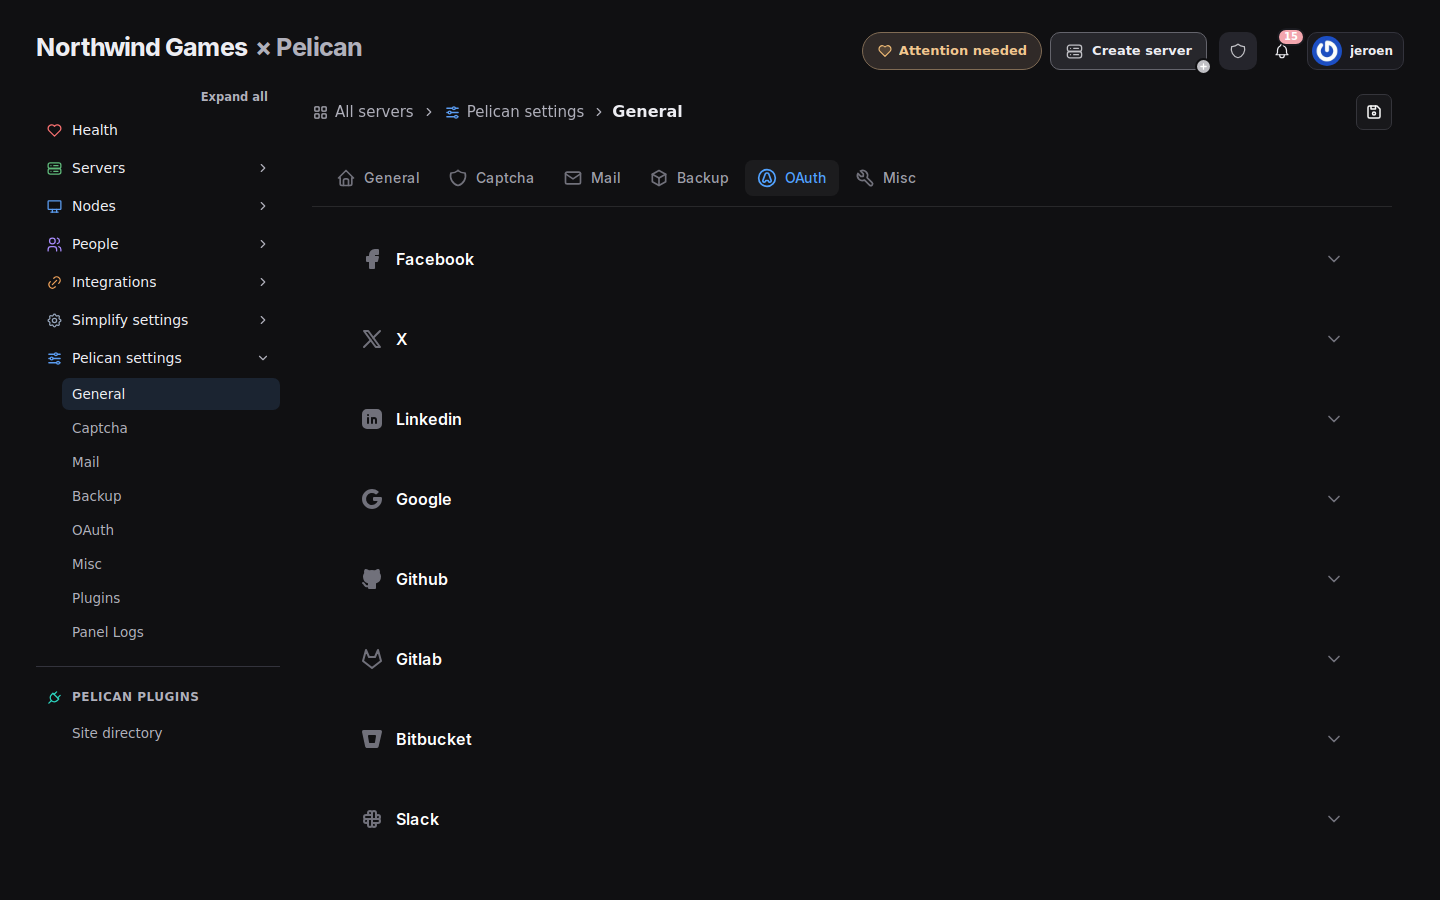 Northwind Games × Pelican
Attention needed
Create server
15
jeroen
Expand all
Health
Servers
Nodes
People
Integrations
Simplify settings
Pelican settings
General
Captcha
Mail
Backup
OAuth
Misc
Plugins
Panel Logs
PELICAN PLUGINS
Site directory
All servers > Pelican settings > General
General Captcha Mail Backup OAuth Misc
Facebook
X
Linkedin
Google
Github
Gitlab
Bitbucket
Slack